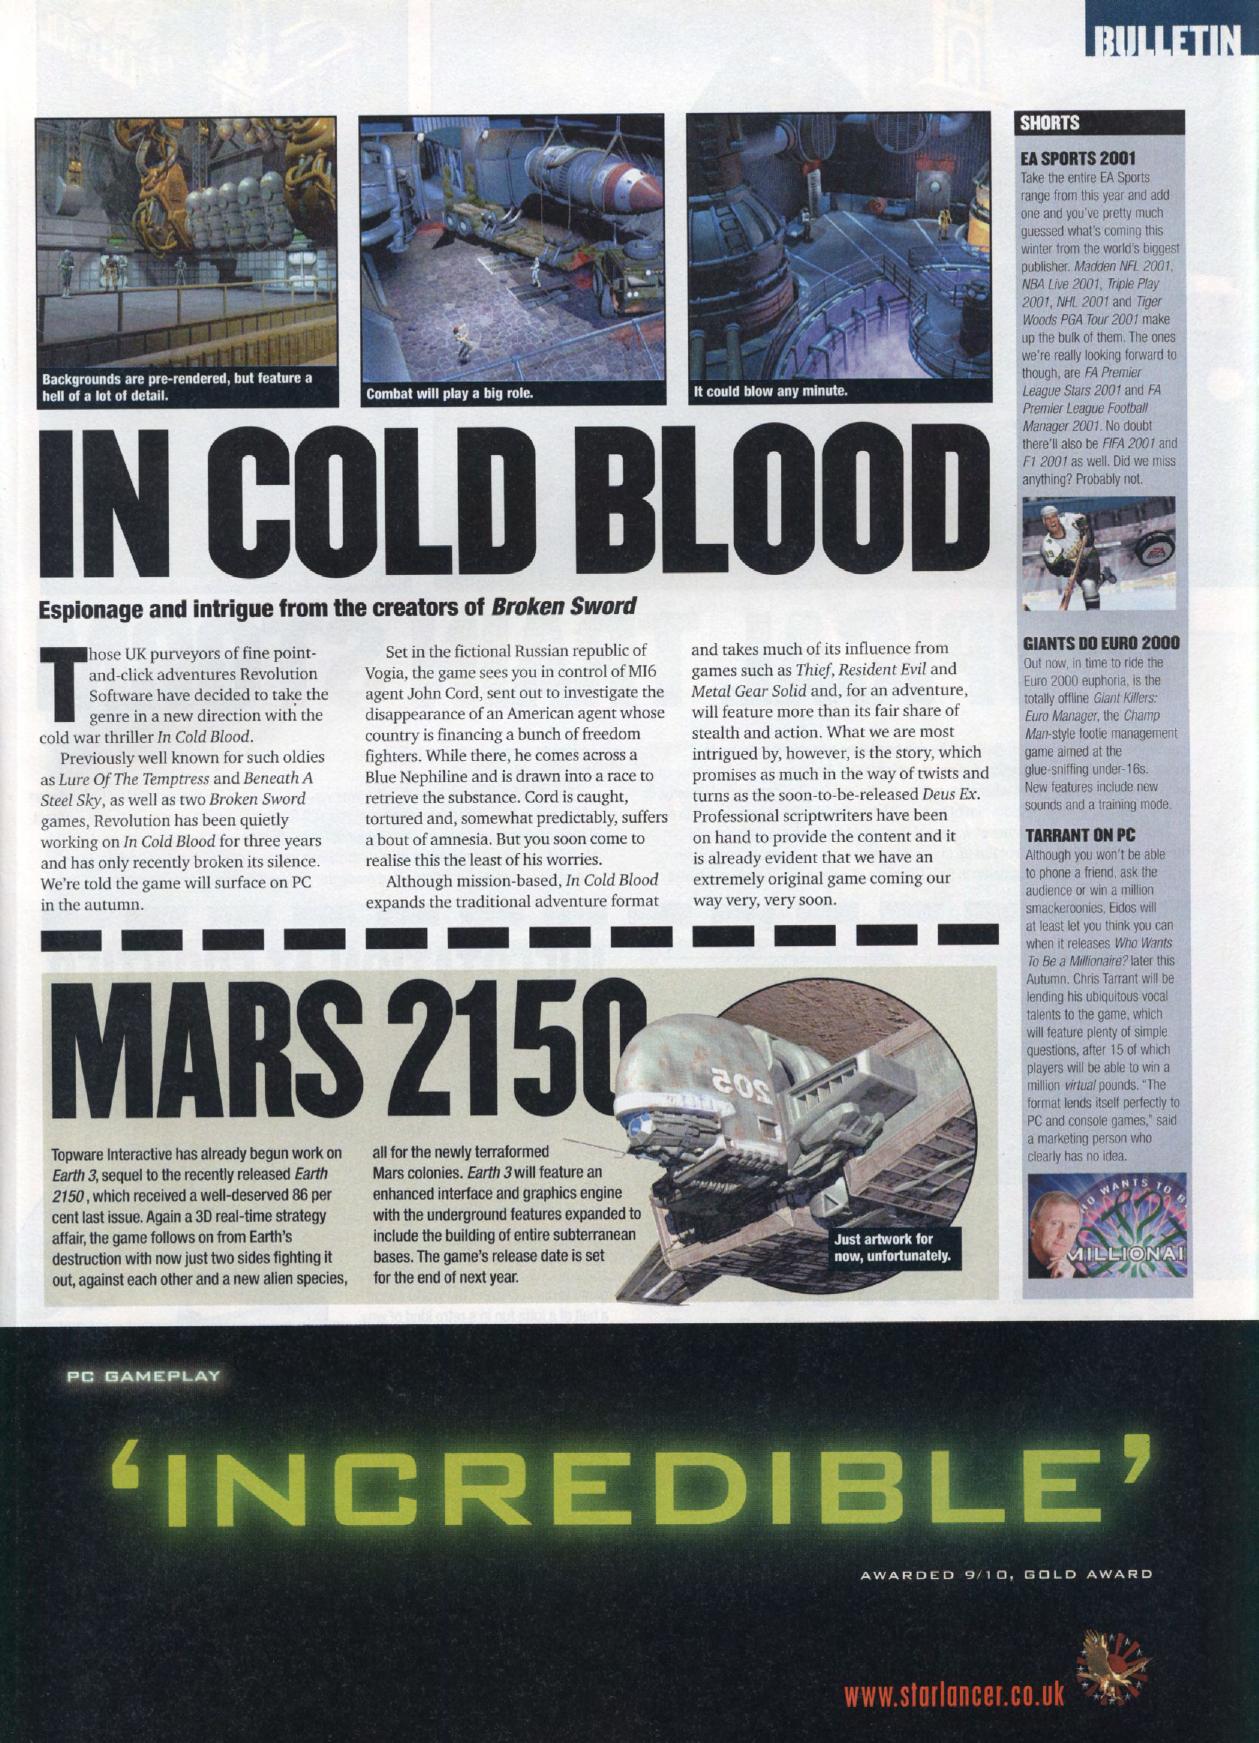 BULLETIN
Backgrounds are pre-rendered, but feature a
hell of a lot of detail.
Combat will play a big role.
It could blow any minute.
IN COLD BLOOD
Espionage and intrigue from the creators of Broken Sword
Those UK purveyors of fine point-
and-click adventures Revolution
Software have decided to take the
genre in a new direction with the
cold war thriller In Cold Blood.
Previously well known for such oldies
as Lure Of The Temptress and Beneath A
Steel Sky, as well as two Broken Sword
games, Revolution has been quietly
working on In Cold Blood for three years
and has only recently broken its silence.
We're told the game will surface on PC
in the autumn.
Set in the fictional Russian republic of
Vogia, the game sees you in control of MI6
agent John Cord, sent out to investigate the
disappearance of an American agent whose
country is financing a bunch of freedom
fighters. While there, he comes across a
Blue Nephiline and is drawn into a race to
retrieve the substance. Cord is caught,
tortured and, somewhat predictably, suffers
a bout of amnesia. But you soon come to
realise this the least of his worries.
Although mission-based, In Cold Blood
expands the traditional adventure format
and takes much of its influence from
games such as Thief, Resident Evil and
Metal Gear Solid and, for an adventure,
will feature more than its fair share of
stealth and action. What we are most
intrigued by, however, is the story, which
promises as much in the way of twists and
turns as the soon-to-be-released Deus Ex.
Professional scriptwriters have been
on hand to provide the content and it
is already evident that we have an
extremely original game coming our
way very, very soon.
MARS 2150
Topware Interactive has already begun work on
Earth 3, sequel to the recently released Earth
2150, which received a well-deserved 86 per
cent last issue. Again a 3D real-time strategy
affair, the game follows on from Earth's
destruction with now just two sides fighting it
out, against each other and a new alien species,
all for the newly terraformed
Mars colonies. Earth 3 will feature an
enhanced interface and graphics engine
with the underground features expanded to
include the building of entire subterranean
bases. The game's release date is set
for the end of next year.
205
Just artwork for
now, unfortunately.
SHORTS
EA SPORTS 2001
Take the entire EA Sports
range from this year and add
one and you've pretty much
guessed what's coming this
winter from the world's biggest
publisher. Madden NFL 2001,
NBA Live 2001, Triple Play
2001, NHL 2001 and Tiger
Woods PGA Tour 2001 make
up the bulk of them. The ones
we're really looking forward to
though, are FA Premier
League Stars 2001 and FA
Premier League Football
Manager 2001. No doubt
there'll also be FIFA 2001 and
F1 2001 as well. Did we miss
anything? Probably not.
GIANTS DO EURO 2000
Out now, in time to ride the
Euro 2000 euphoria, is the
totally offline Giant Killers:
Euro Manager, the Champ
Man-style footie management
game aimed at the
glue-sniffing under-16s.
New features include new
sounds and a training mode.
TARRANT ON PC
Although you won't be able
to phone a friend, ask the
audience or win a million
smackeroonies, Eidos will
at least let you think you can
when it releases Who Wants
To Be a Millionaire? later this
Autumn. Chris Tarrant will be
lending his ubiquitous vocal
talents to the game, which
will feature plenty of simple
questions, after 15 of which
players will be able to win a
million virtual pounds. "The
format lends itself perfectly to
PC and console games," said
a marketing person who
clearly has no idea.
HO WANTS TO B
MILLIONAI
PC GAMEPLAY
'INCREDIBLE'
AWARDED 9/10, GOLD AWARD
www.starlancer.co.uk